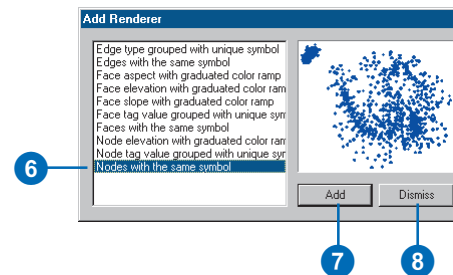 Add Renderer
Edge type grouped with unique symbol
Edges with the same symbol
Face aspect with graduated color ramp
Face elevation with graduated color ram
Face slope with graduated color ramp
Face tag value grouped with unique sym
Faces with the same symbol
Node elevation with graduated color ram
Node tag value grouped with unique syr
Nodes with the same symbol
6
Add
Dismiss
7
8